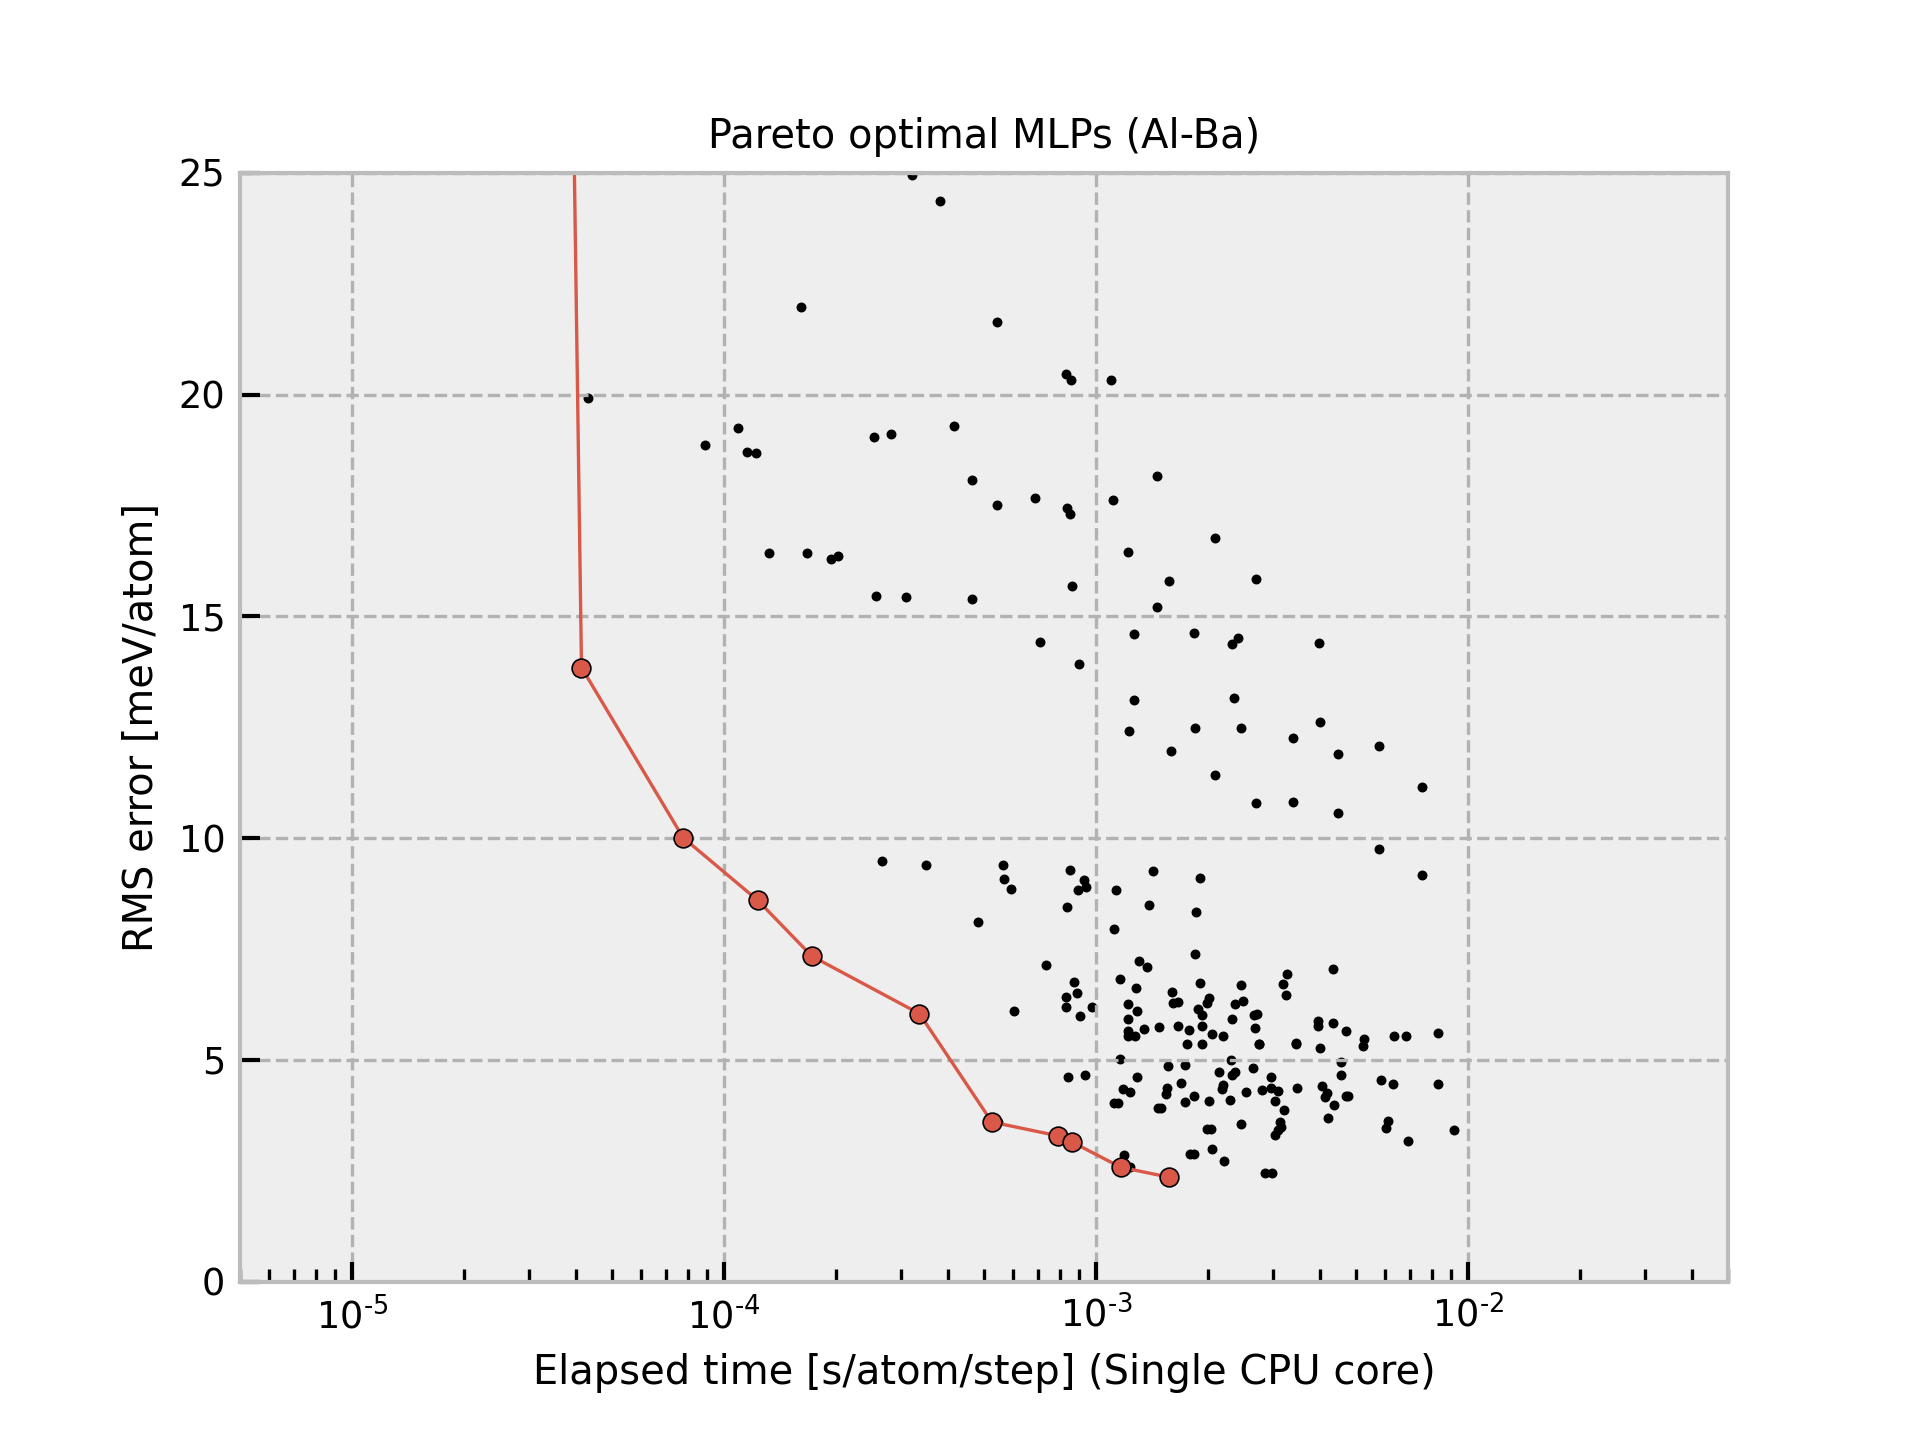 Pareto optimal MLPs (Al-Ba)
25
20
15
10
5
0
RMS error [meV/atom]
10-5 10-4 10-3 10-2
Elapsed time [s/atom/step] (Single CPU core)